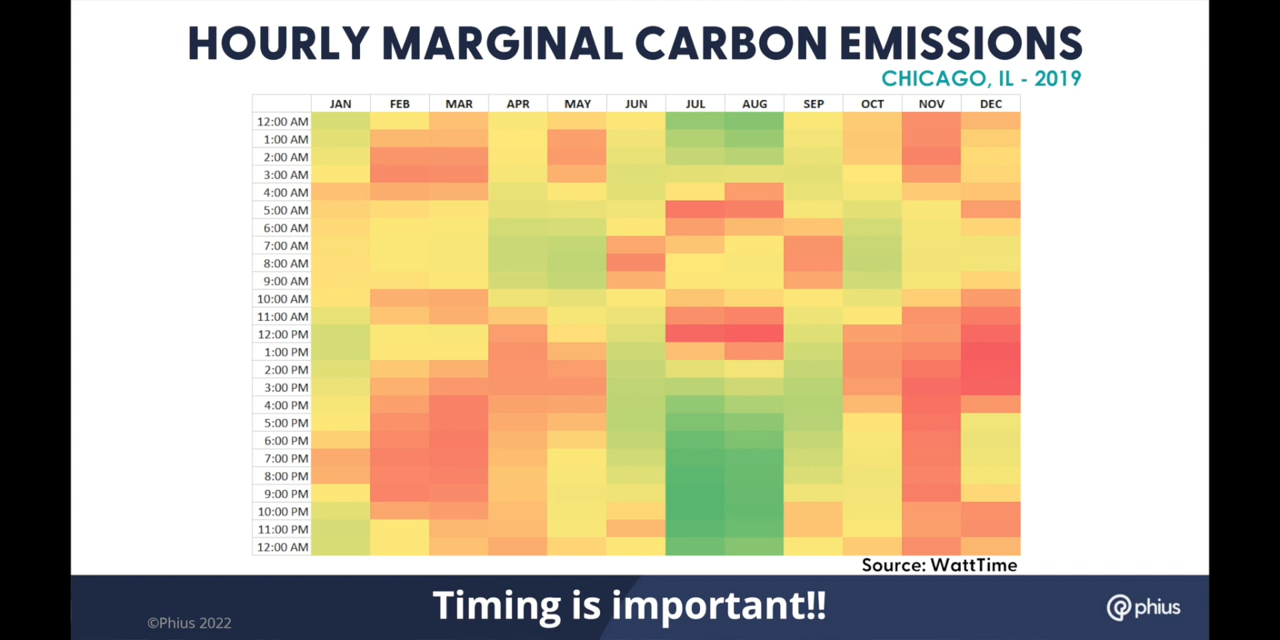 HOURLY MARGINAL CARBON EMISSIONS
CHICAGO, IL - 2019
JAN FEB MAR APR MAY JUN JUL AUG SEP OCT NOV DEC
12:00 AM
1:00 AM
2:00 AM
3:00 AM
4:00 AM
5:00 AM
6:00 AM
7:00 AM
8:00 AM
9:00 AM
10:00 AM
11:00 AM
12:00 PM
1:00 PM
2:00 PM
3:00 PM
4:00 PM
5:00 PM
6:00 PM
7:00 PM
8:00 PM
9:00 PM
10:00 PM
11:00 PM
12:00 AM
Source: WattTime
Timing is important!!
©Phius 2022
phius